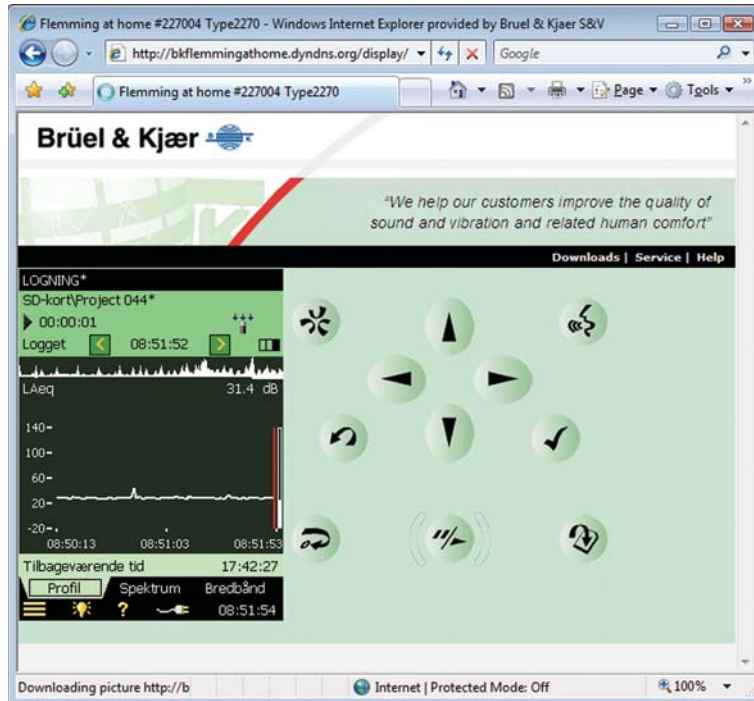 Flemming at home #227004 Type2270 - Windows Internet Explorer provided by Bruel & Kjaer S&V
http://bkflemmingathome.dyndns.org/display/
Google
Flemming at home #227004 Type2270
Page
Tools
Brüel & Kjær
"We help our customers improve the quality of
sound and vibration and related human comfort"
Downloads | Service | Help
LOGNING*
SD-kort\Project 044*
00:00:01
Logget 08:51:52
LAeq 31.4 dB
140-
100-
60-
20-
-20-
08:50:13 08:51:03 08:51:53
Tilbageværende tid 17:42:27
Profil Spektrum Bredbånd
? 08:51:54
Downloading picture http://b
Internet | Protected Mode: Off
100%